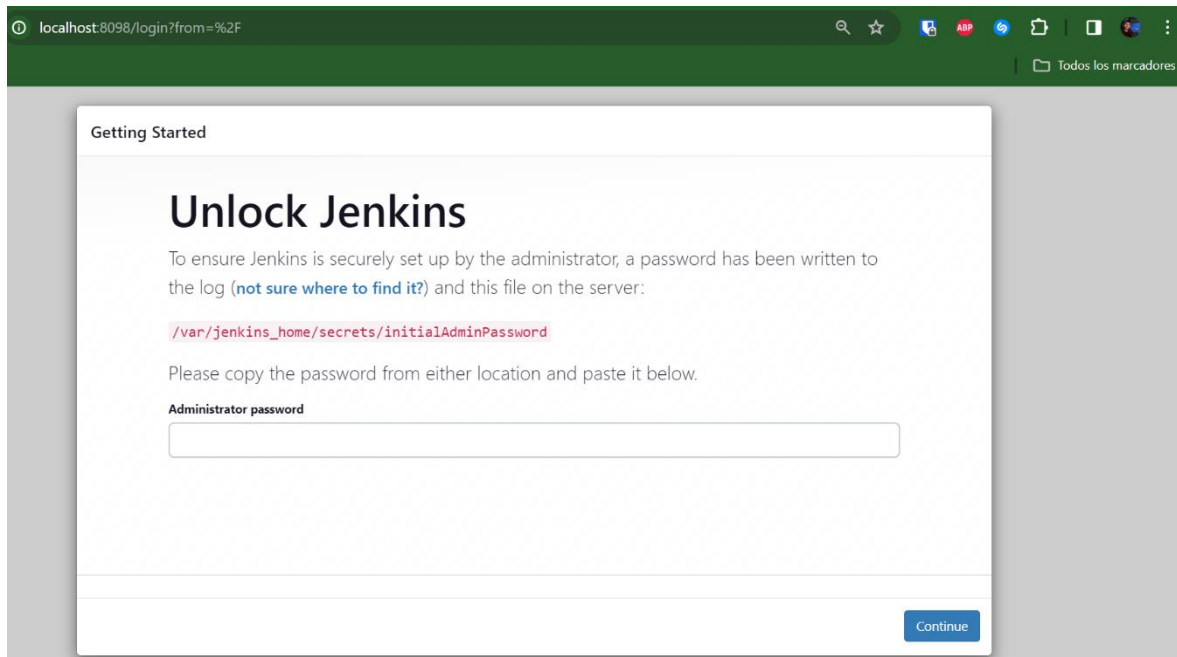 localhost:8098/login?from=%2F
ABP
Todos los marcadores
Getting Started
Unlock Jenkins
To ensure Jenkins is securely set up by the administrator, a password has been written to
the log (not sure where to find it?) and this file on the server:
/var/jenkins_home/secrets/initialAdminPassword
Please copy the password from either location and paste it below.
Administrator password
Continue